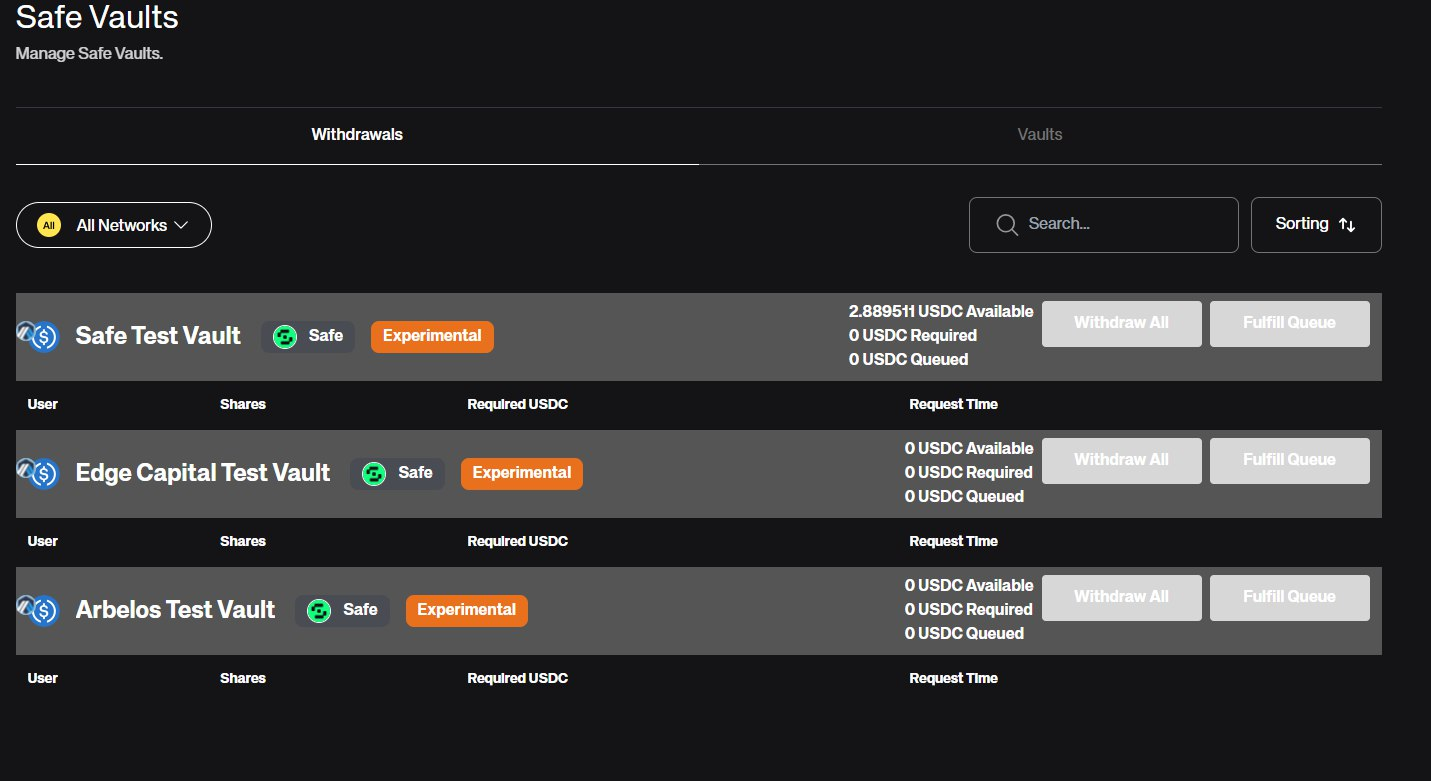 Safe Vaults
Manage Safe Vaults.
Withdrawals Vaults
All All Networks Search... Sorting
Safe Test Vault Safe Experimental
2.889511 USDC Available
0 USDC Required
0 USDC Queued
Withdraw All Fulfill Queue
User Shares Required USDC Request Time
Edge Capital Test Vault Safe Experimental
0 USDC Available
0 USDC Required
0 USDC Queued
Withdraw All Fulfill Queue
User Shares Required USDC Request Time
Arbelos Test Vault Safe Experimental
0 USDC Available
0 USDC Required
0 USDC Queued
Withdraw All Fulfill Queue
User Shares Required USDC Request Time